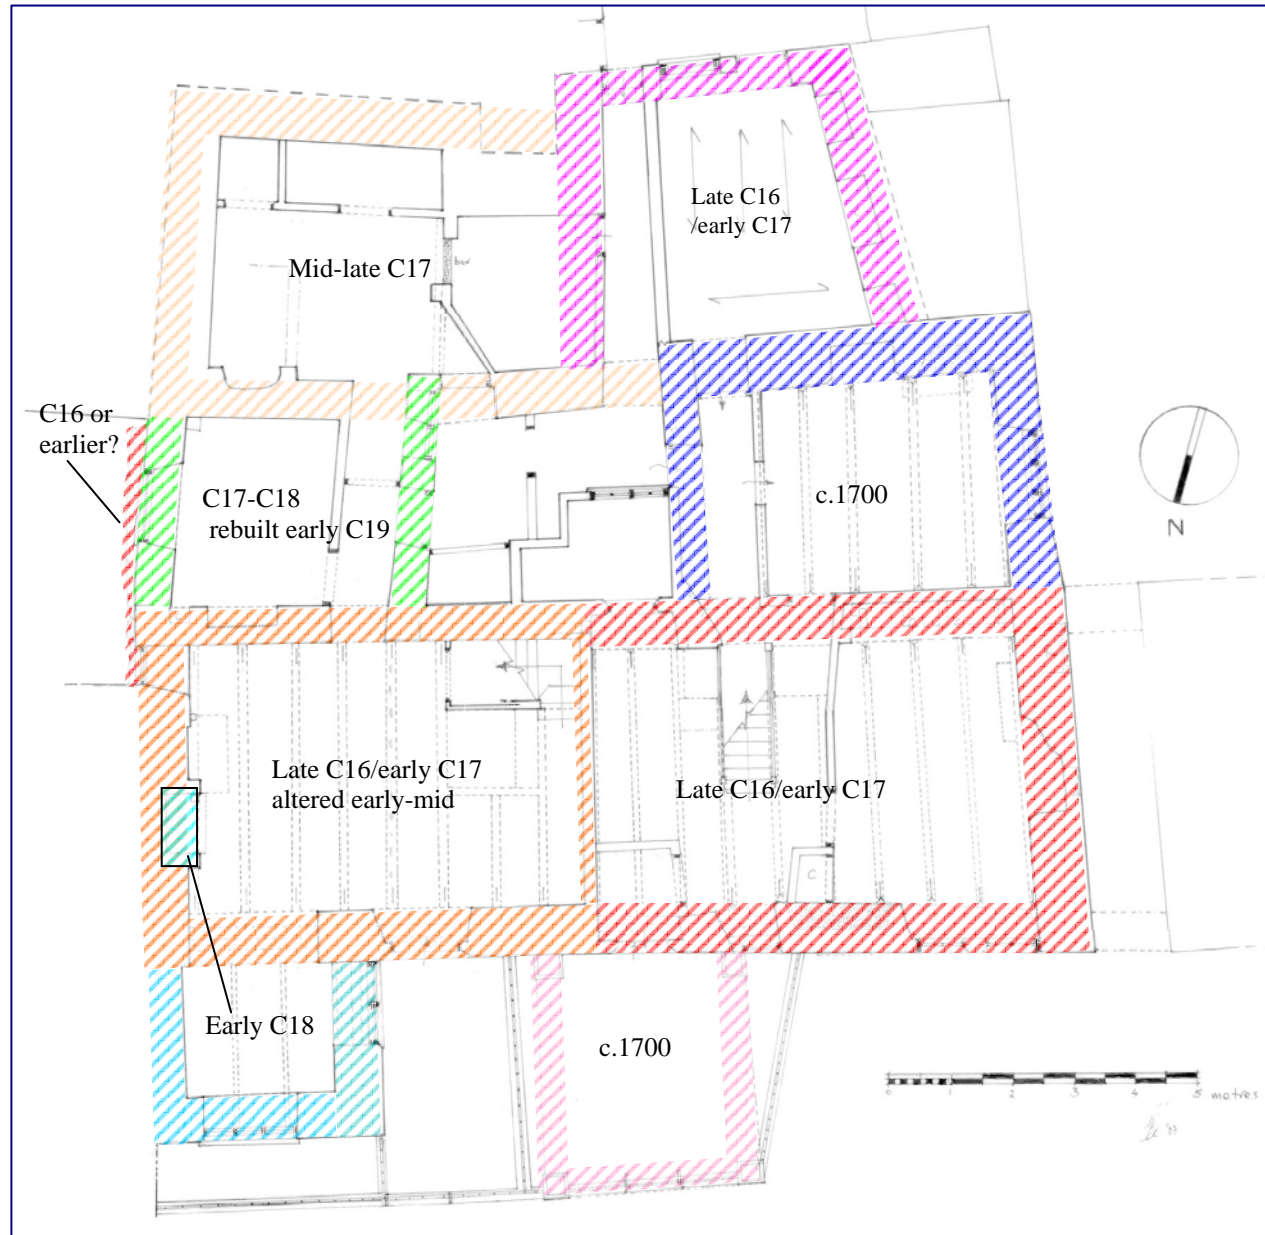 Late C16
/early C17
Mid-late C17
C16 or
earlier?
C17-C18
rebuilt early C19
c.1700
N
Late C16/early C17
altered early-mid
Late C16/early C17
C
Early C18
c.1700
0 1 2 3 4 5 metres